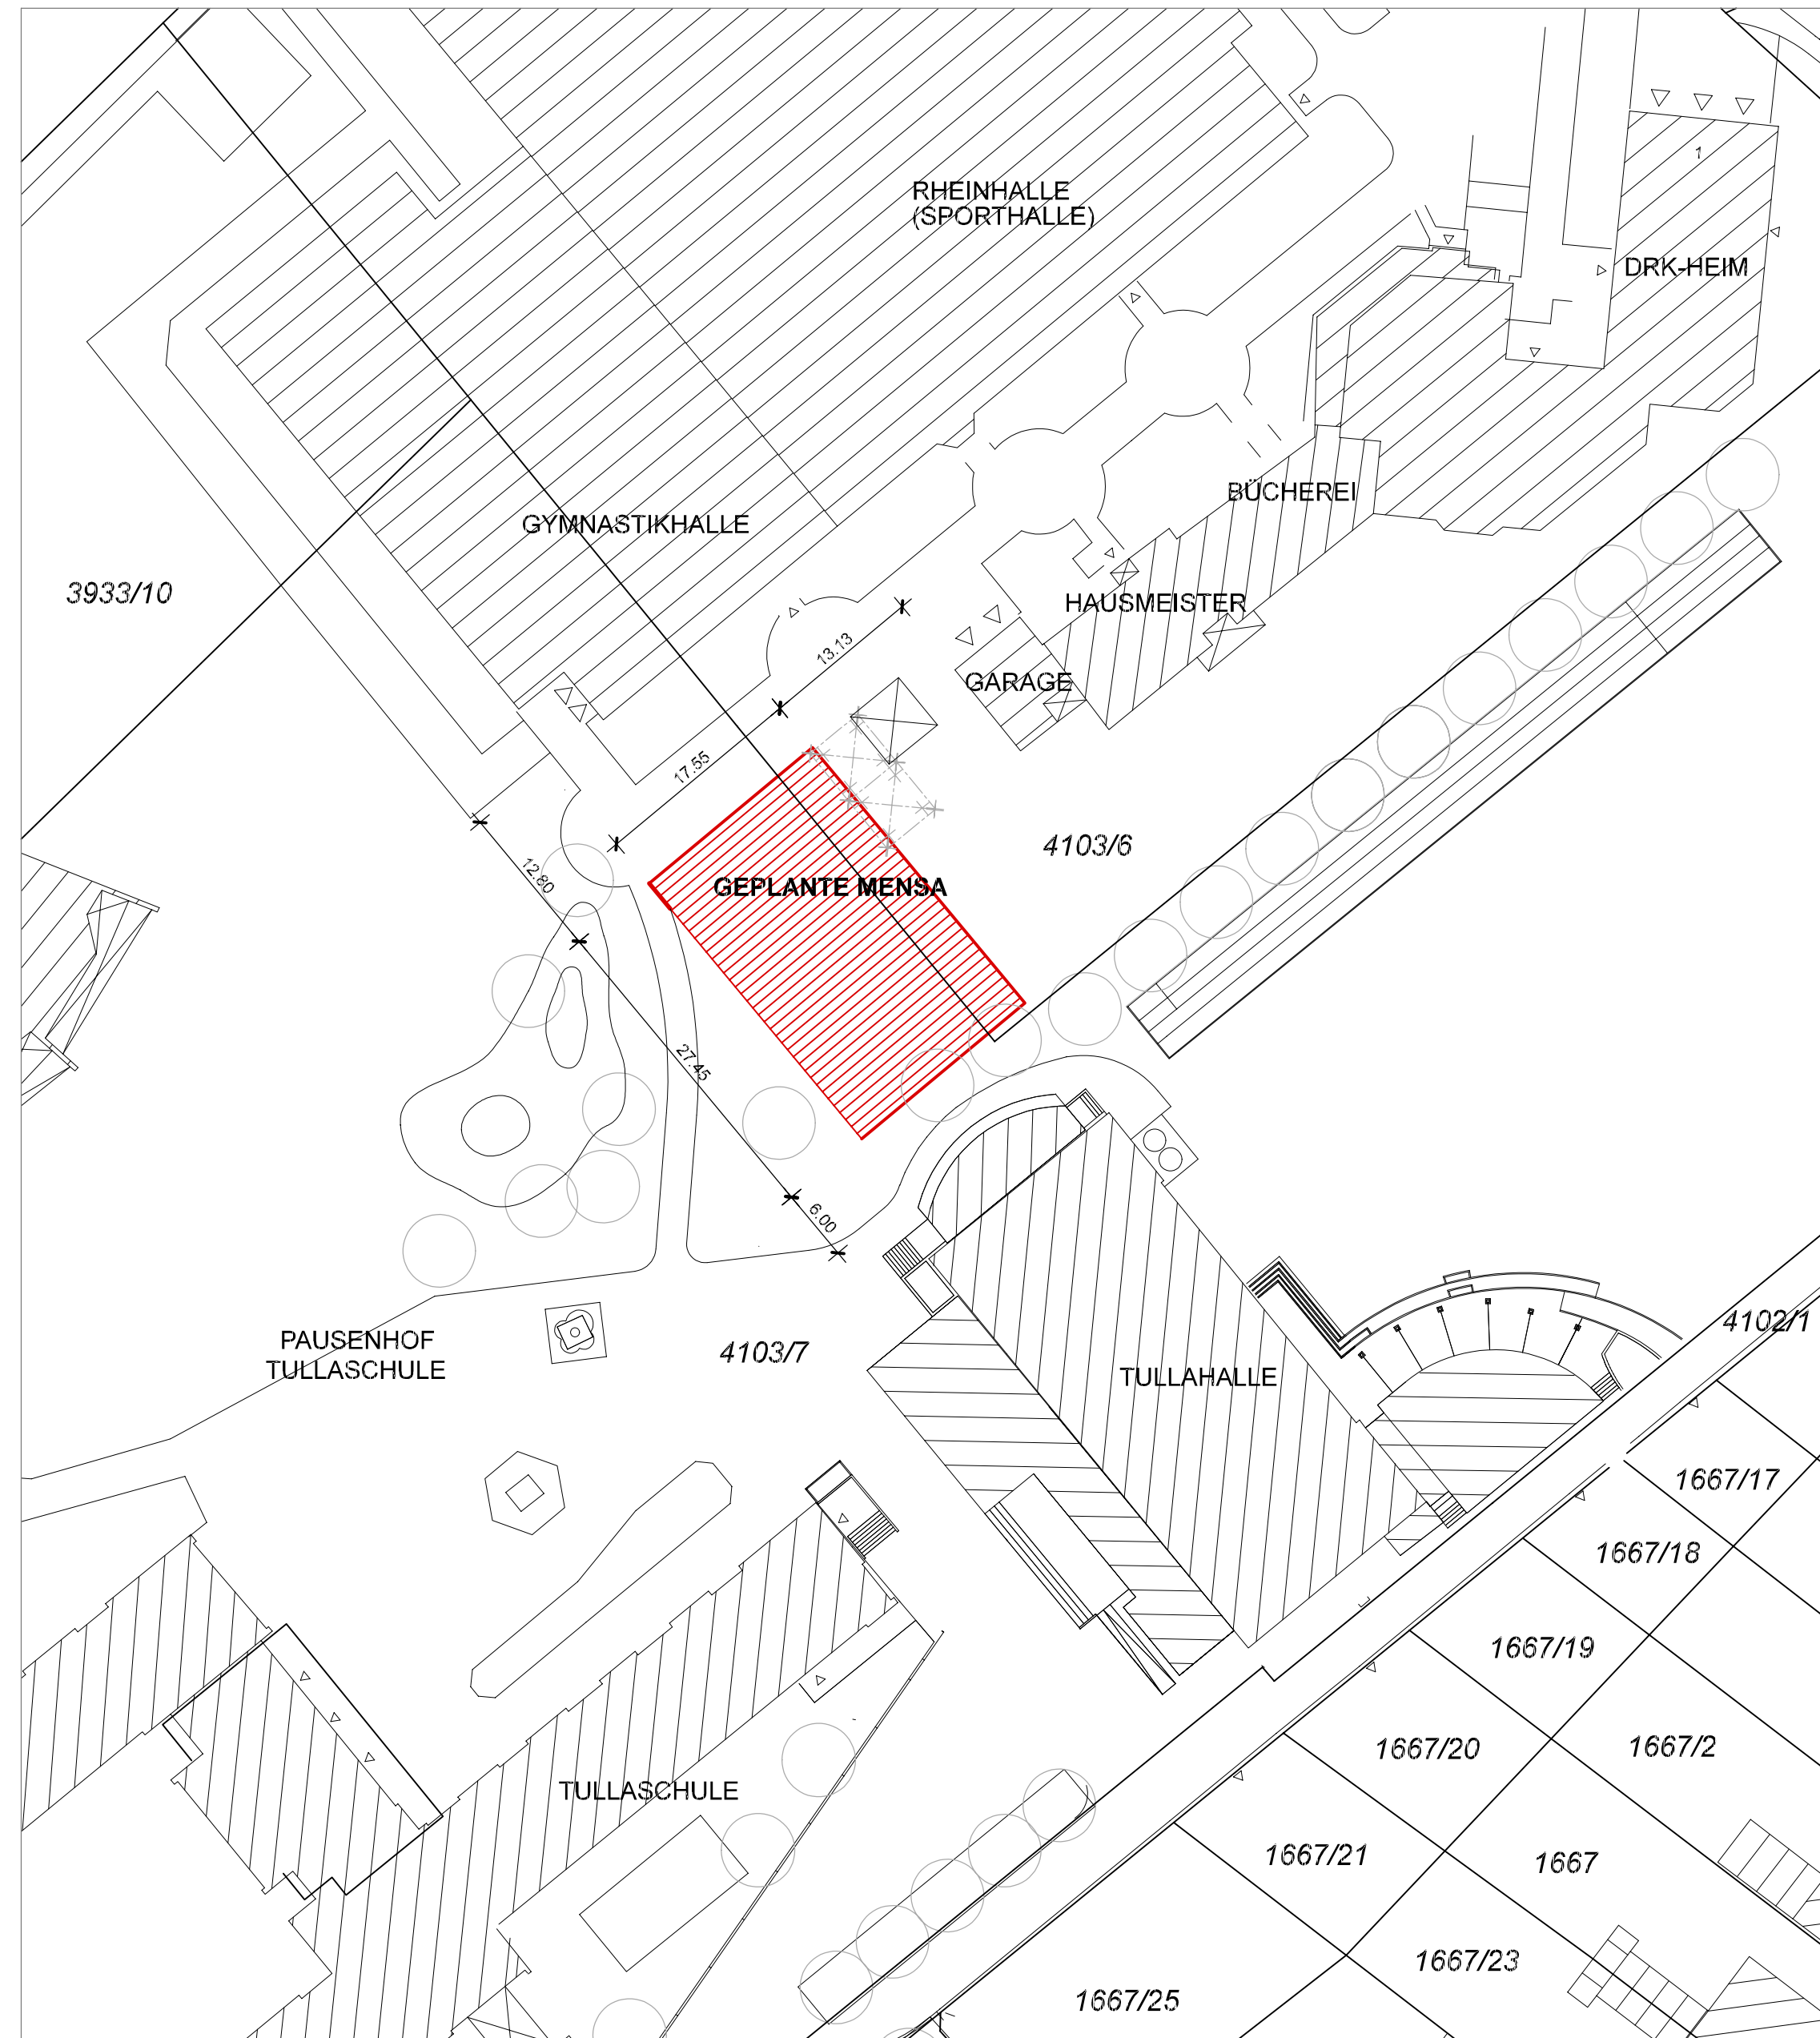 1
RHEINHALLE
(SPORTHALLE)
DRK-HEIM
BÜCHEREI
GYMNASTIKHALLE
3933/10
HAUSMEISTER
13.13
GARAGE
17.55
4103/6
12.80
GEPLANTE MENSA
27.45
6.00
4102/1
PAUSENHOF
TULLASCHULE
4103/7
TULLAHALLE
1667/17
1667/18
1667/19
1667/20
1667/2
TULLASCHULE
1667/21
1667
1667/23
1667/25